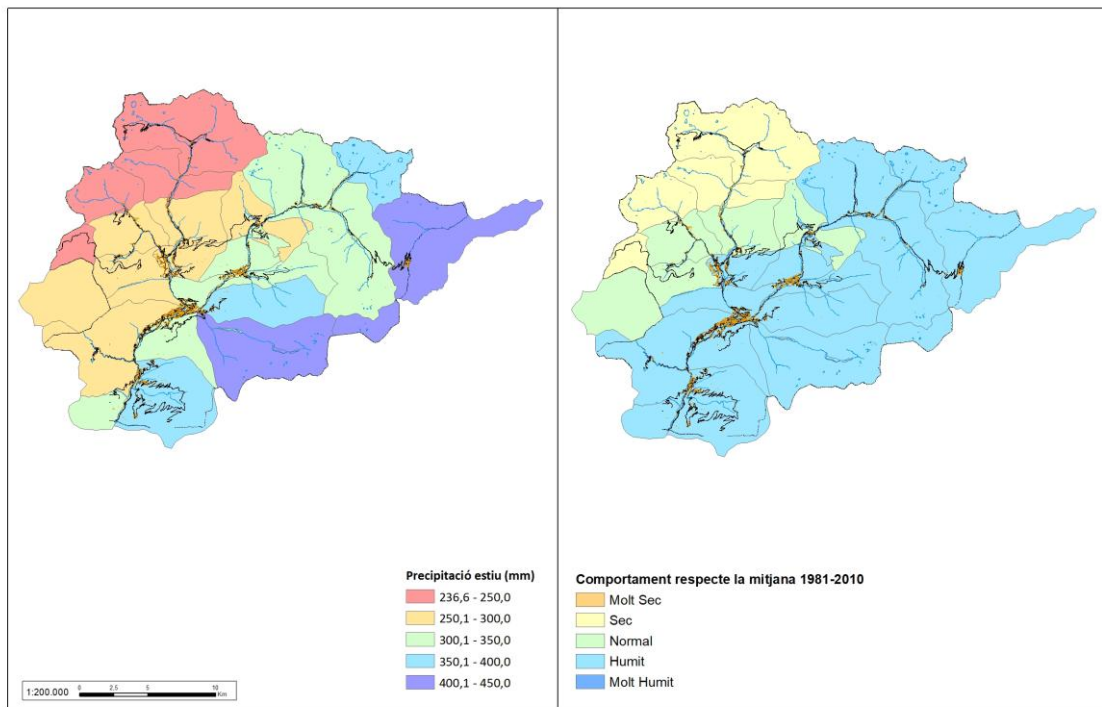 Precipitació estiu (mm)
236,6 - 250,0
250,1 - 300,0
300,1 - 350,0
350,1 - 400,0
400,1 - 450,0
1:200.000
0 2,5 5 10
Km
Comportament respecte la mitjana 1981-2010
Molt Sec
Sec
Normal
Humit
Molt Humit